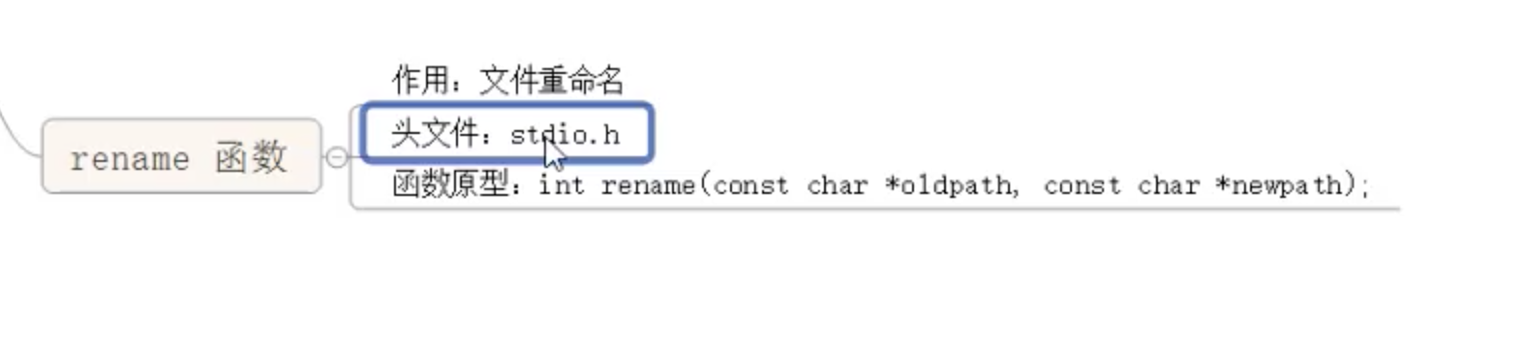 作用：文件重命名
头文件：stdio.h
rename 函数
函数原型：int rename(const char *oldpath, const char *newpath);